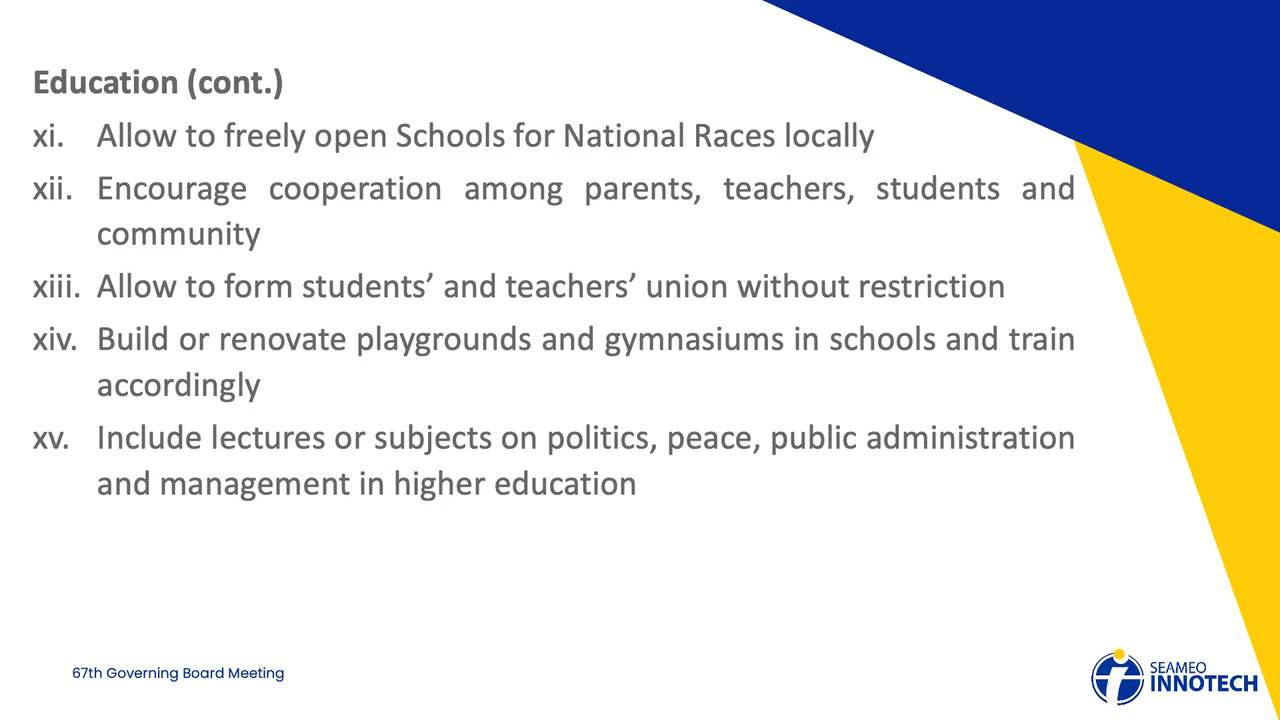 Education (cont.)
xi. Allow to freely open Schools for National Races locally
xii. Encourage cooperation among parents, teachers, students and
community
xiii. Allow to form students’ and teachers’ union without restriction
xiv. Build or renovate playgrounds and gymnasiums in schools and train
accordingly
xv. Include lectures or subjects on politics, peace, public administration
and management in higher education
67th Governing Board Meeting
SEAMEO
INNOTECH